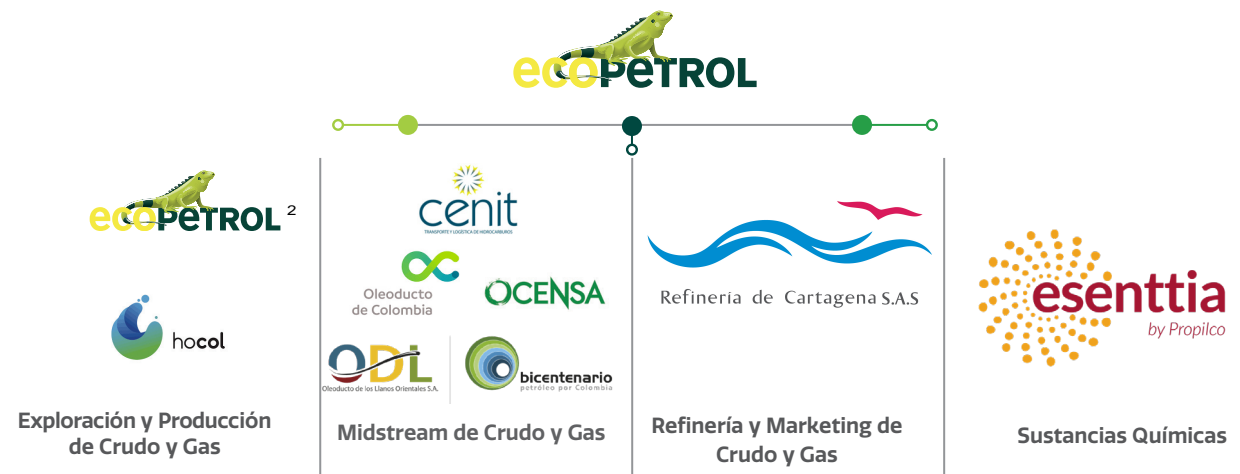 ecoPeTROL
ecoPeTROL 2
hocol
Exploración y Producción
de Crudo y Gas
cenit
TRANSPORTE Y LOGÍSTICA DE HIDROCARBUROS
Oleoducto
de Colombia
OCENSA
ODL
Oleoducto de los Llanos Orientales S.A.
bicentenario
petróleo por Colombia
Midstream de Crudo y Gas
Refinería de Cartagena S.A.S
Refinería y Marketing de
Crudo y Gas
esenttia
by Propilco
Sustancias Químicas